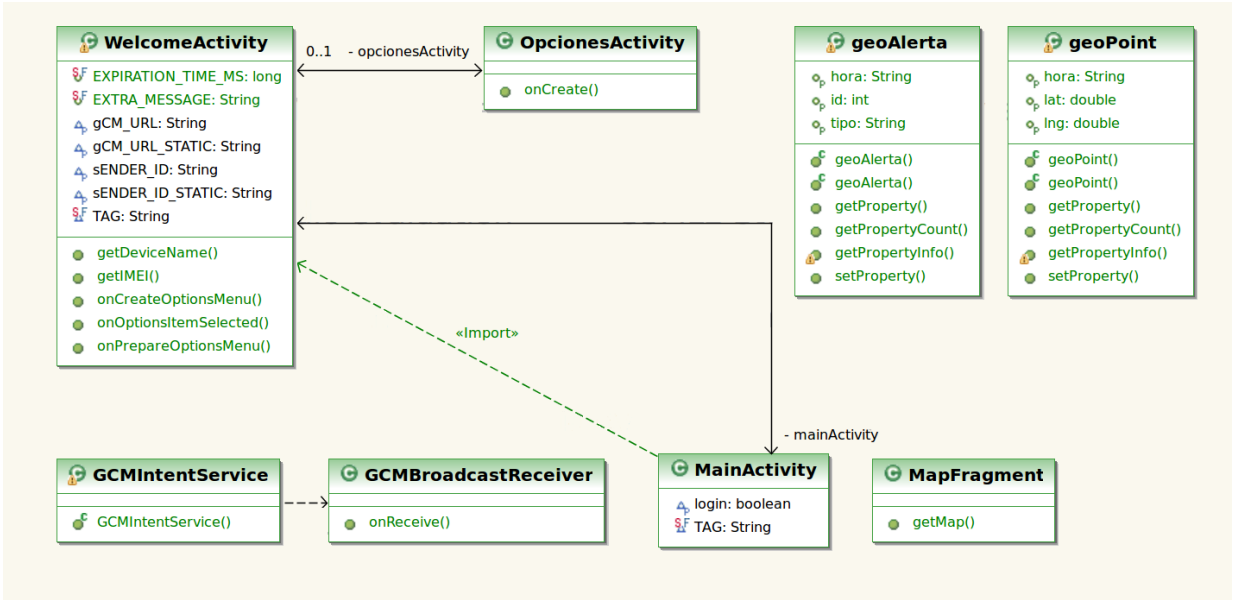 WelcomeActivity
EXPIRATION_TIME_MS: long
EXTRA_MESSAGE: String
gCM_URL: String
gCM_URL_STATIC: String
sENDER_ID: String
sENDER_ID_STATIC: String
TAG: String
getDeviceName()
getIMEI()
onCreateOptionsMenu()
onOptionsItemSelected()
onPrepareOptionsMenu()
0..1 - opcionesActivity
OpcionesActivity
onCreate()
geoAlerta
hora: String
id: int
tipo: String
geoAlerta()
geoAlerta()
getProperty()
getPropertyCount()
getPropertyInfo()
setProperty()
geoPoint
hora: String
lat: double
lng: double
geoPoint()
geoPoint()
getProperty()
getPropertyCount()
getPropertyInfo()
setProperty()
«Import»
- mainActivity
GCMIntentService
GCMIntentService()
GCMBroadcastReceiver
onReceive()
MainActivity
login: boolean
TAG: String
MapFragment
getMap()